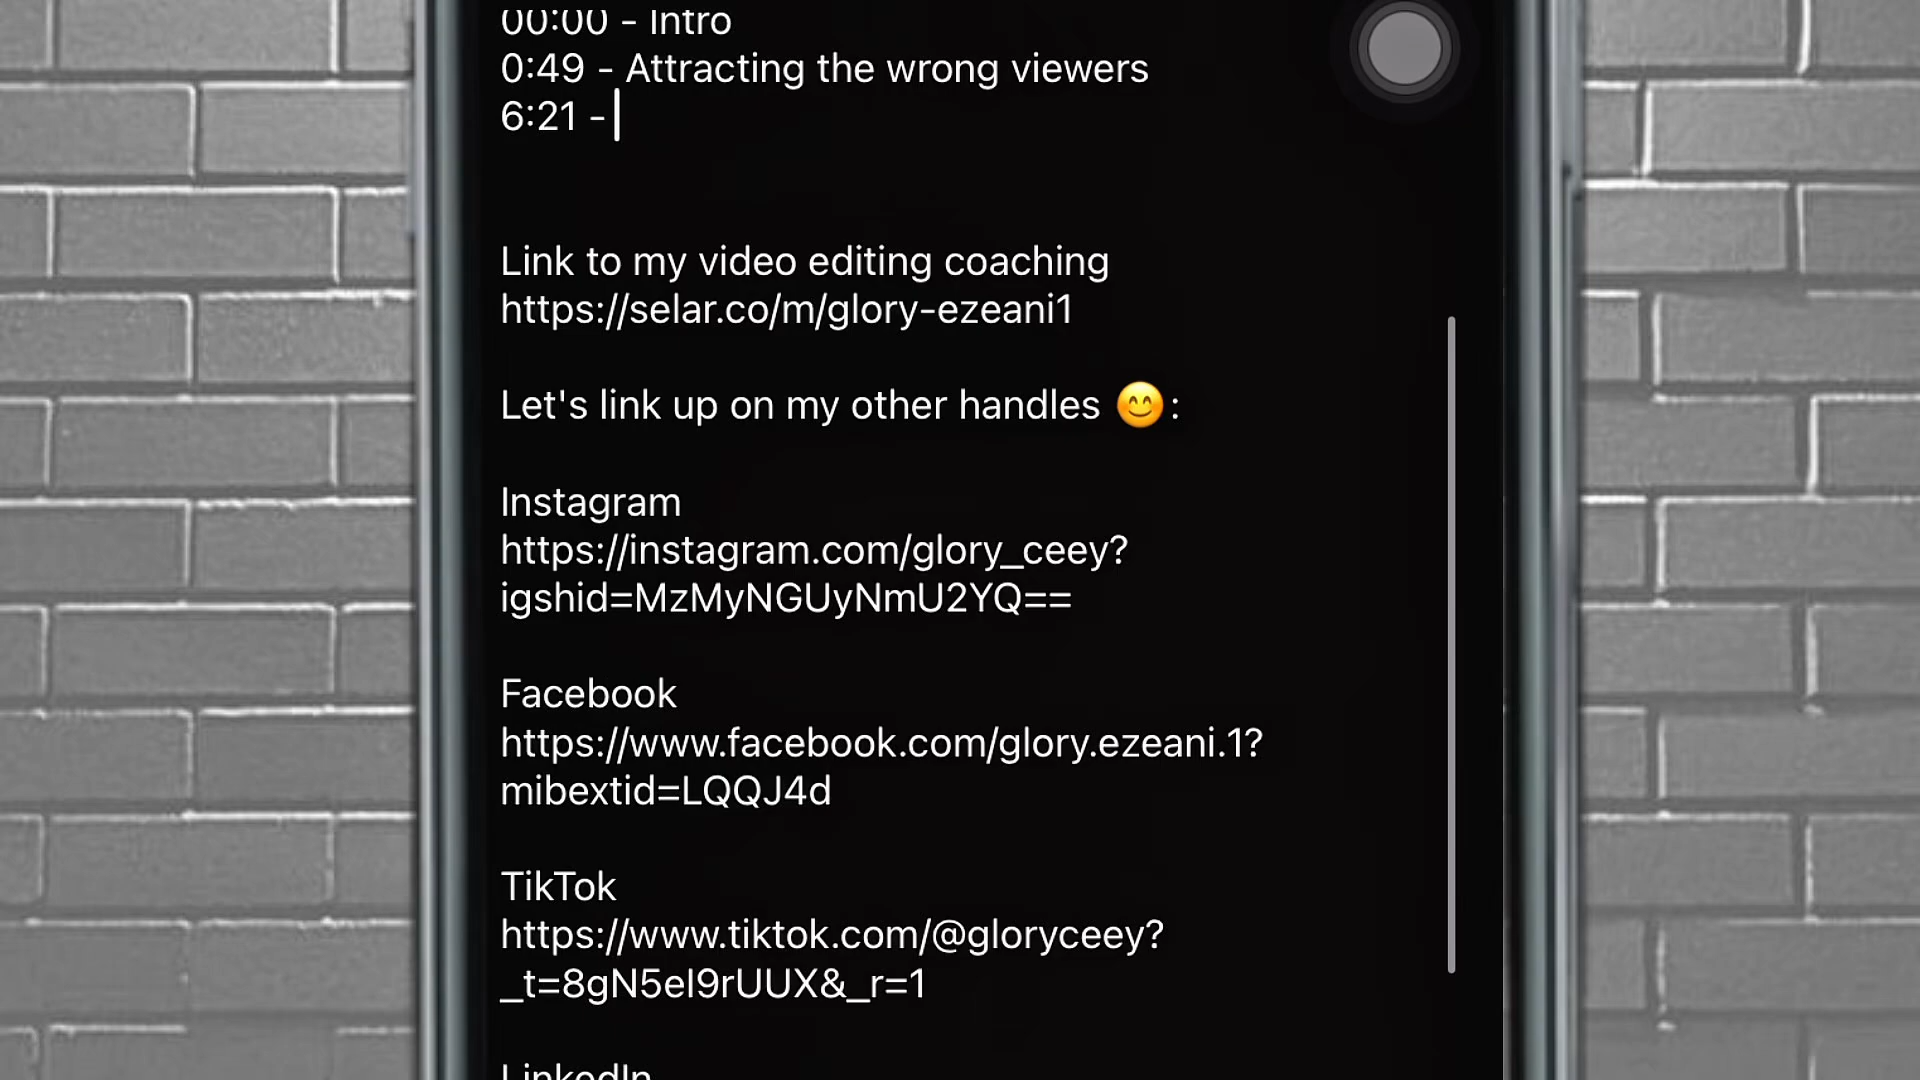 00:00 - Intro
0:49 - Attracting the wrong viewers
6:21 -
Link to my video editing coaching
https://selar.co/m/glory-ezeani1
Let's link up on my other handles 😊:
Instagram
https://instagram.com/glory_ceey?
igshid=MzMyNGUyNmU2YQ==
Facebook
https://www.facebook.com/glory.ezeani.1?
mibextid=LQQJ4d
TikTok
https://www.tiktok.com/@gloryceey?
_t=8gN5eI9rUUX&_r=1
LinkedIn